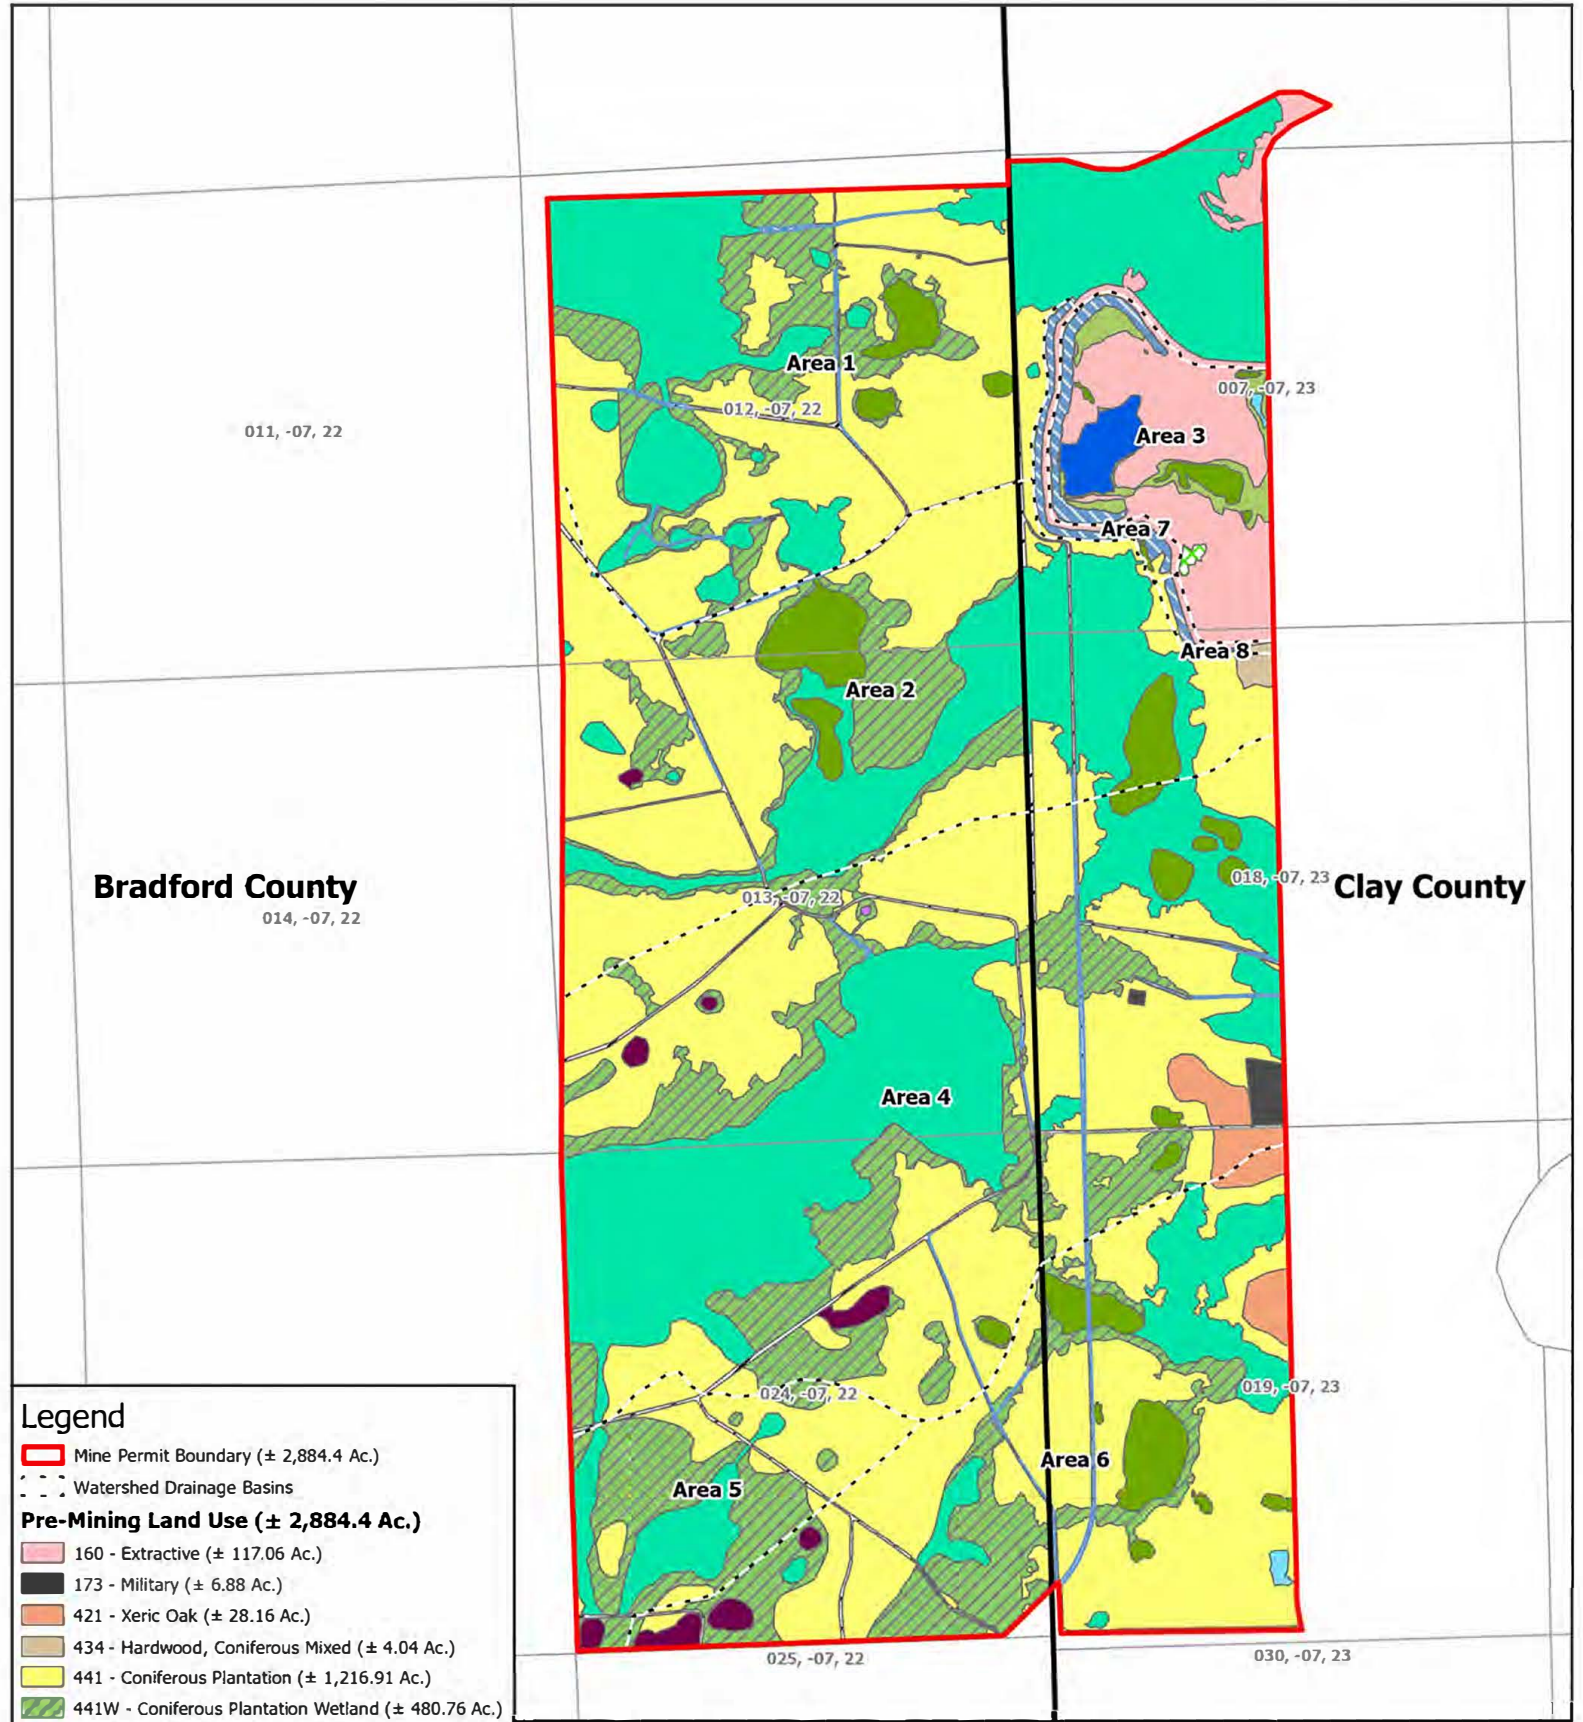 Area 1
012, -07, 22
007, -07, 23
011, -07, 22
Area 3
Area 7
Area 8
Area 2
Bradford County
014, -07, 22
013, -07, 22
018, -07, 23
Clay County
Area 4
024, -07, 22
019, -07, 23
Area 6
Area 5
025, -07, 22
030, -07, 23
Legend
Mine Permit Boundary (± 2,884.4 Ac.)
Watershed Drainage Basins
Pre-Mining Land Use (± 2,884.4 Ac.)
160 - Extractive (± 117.06 Ac.)
173 - Military (± 6.88 Ac.)
421 - Xeric Oak (± 28.16 Ac.)
434 - Hardwood, Coniferous Mixed (± 4.04 Ac.)
441 - Coniferous Plantation (± 1,216.91 Ac.)
441W - Coniferous Plantation Wetland (± 480.76 Ac.)